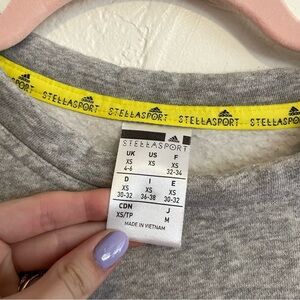 STELLASPORT STELLASPORT STELLASPORT STELLASPO
STELLASPORT
UK US F
XS XS XS
4-6 32-34
D I E
XS XS XS
30-32 36-38 30-32
CDN J
XS/TP M
MADE IN VIETNAM